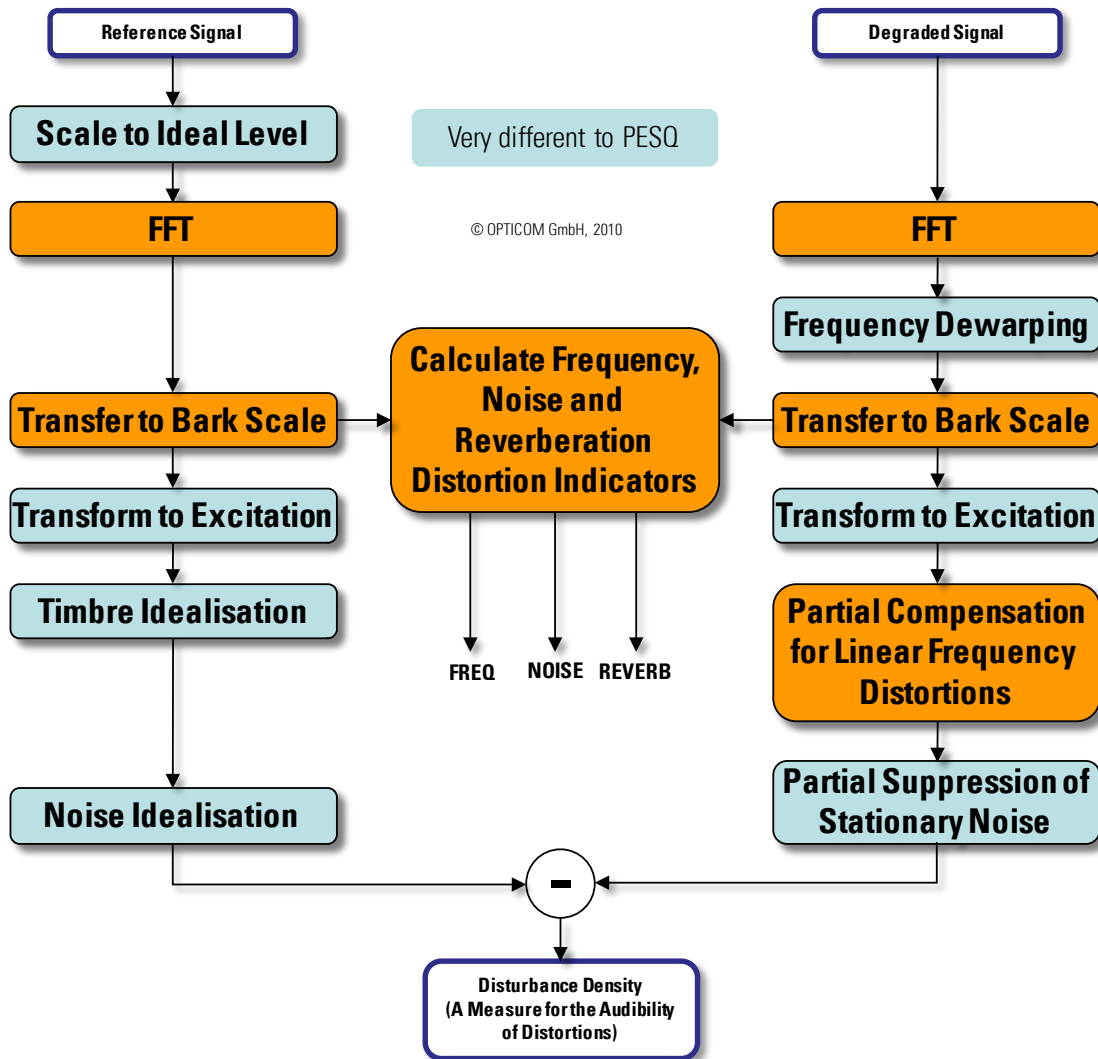 Reference Signal
Degraded Signal
Scale to Ideal Level
Very different to PESQ
FFT
© OPTICOM GmbH, 2010
FFT
Frequency Dewarping
Calculate Frequency,
Noise and
Reverberation
Distortion Indicators
Transfer to Bark Scale
Transfer to Bark Scale
Transform to Excitation
Transform to Excitation
Timbre Idealisation
Partial Compensation
for Linear Frequency
Distortions
FREQ NOISE REVERB
Noise Idealisation
Partial Suppression of
Stationary Noise
-
Disturbance Density
(A Measure for the Audibility
of Distortions)